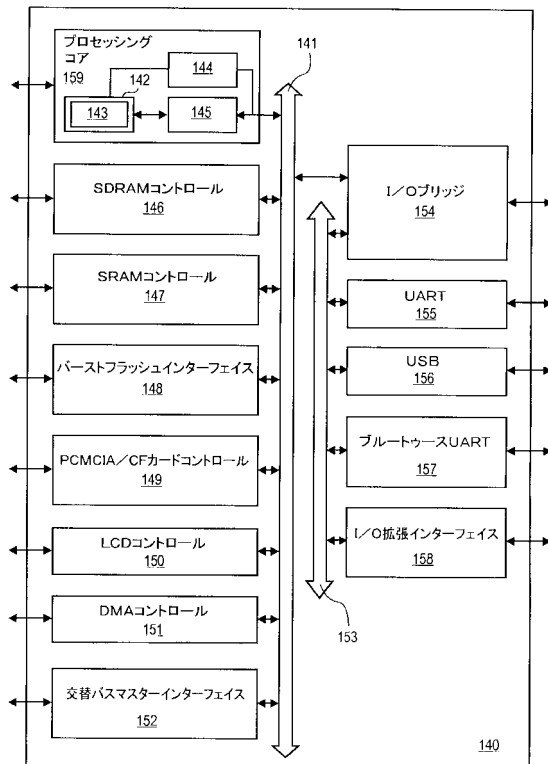 プロセッシング
コア
159
142
143
144
145
141
SDRAMコントロール
146
SRAMコントロール
147
バーストフラッシュインターフェイス
148
PCMCIA／CFカードコントロール
149
LCDコントロール
150
DMAコントロール
151
交替バスマスターインターフェイス
152
I／Oブリッジ
154
UART
155
USB
156
ブルートゥースUART
157
I／O拡張インターフェイス
158
153
140